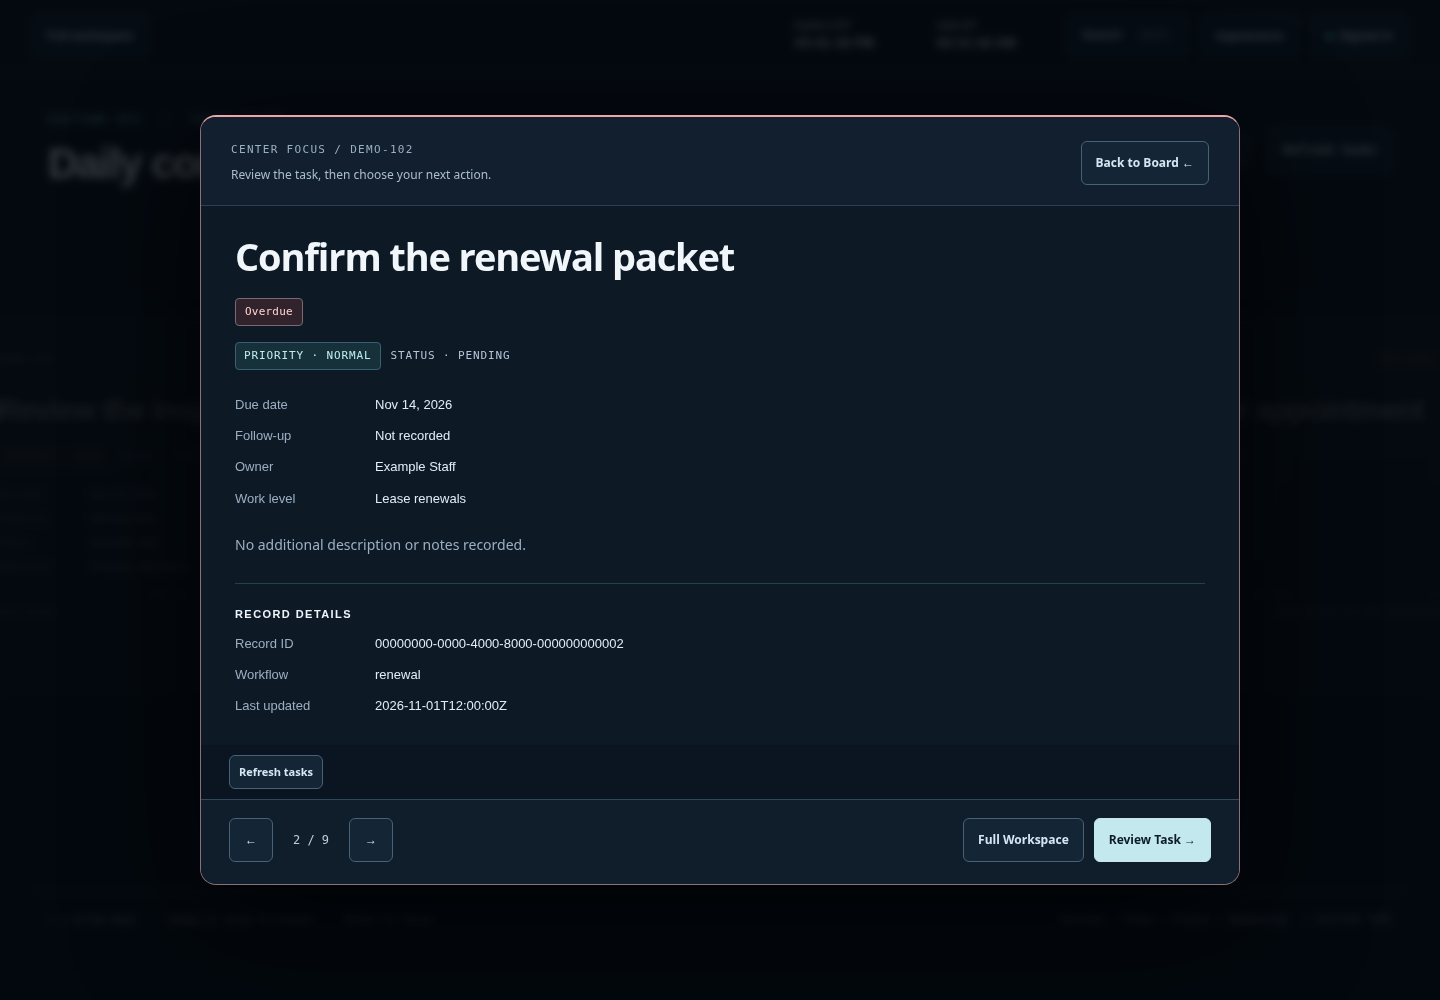 CENTER FOCUS / DEMO-102
Review the task, then choose your next action.
Back to Board ←
Confirm the renewal packet
Overdue
PRIORITY · NORMAL STATUS · PENDING
Due date Nov 14, 2026
Follow-up Not recorded
Owner Example Staff
Work level Lease renewals
No additional description or notes recorded.
RECORD DETAILS
Record ID 00000000-0000-4000-8000-000000000002
Workflow renewal
Last updated 2026-11-01T12:00:00Z
Refresh tasks
← 2 / 9 → Full Workspace Review Task →
Daily
appointment